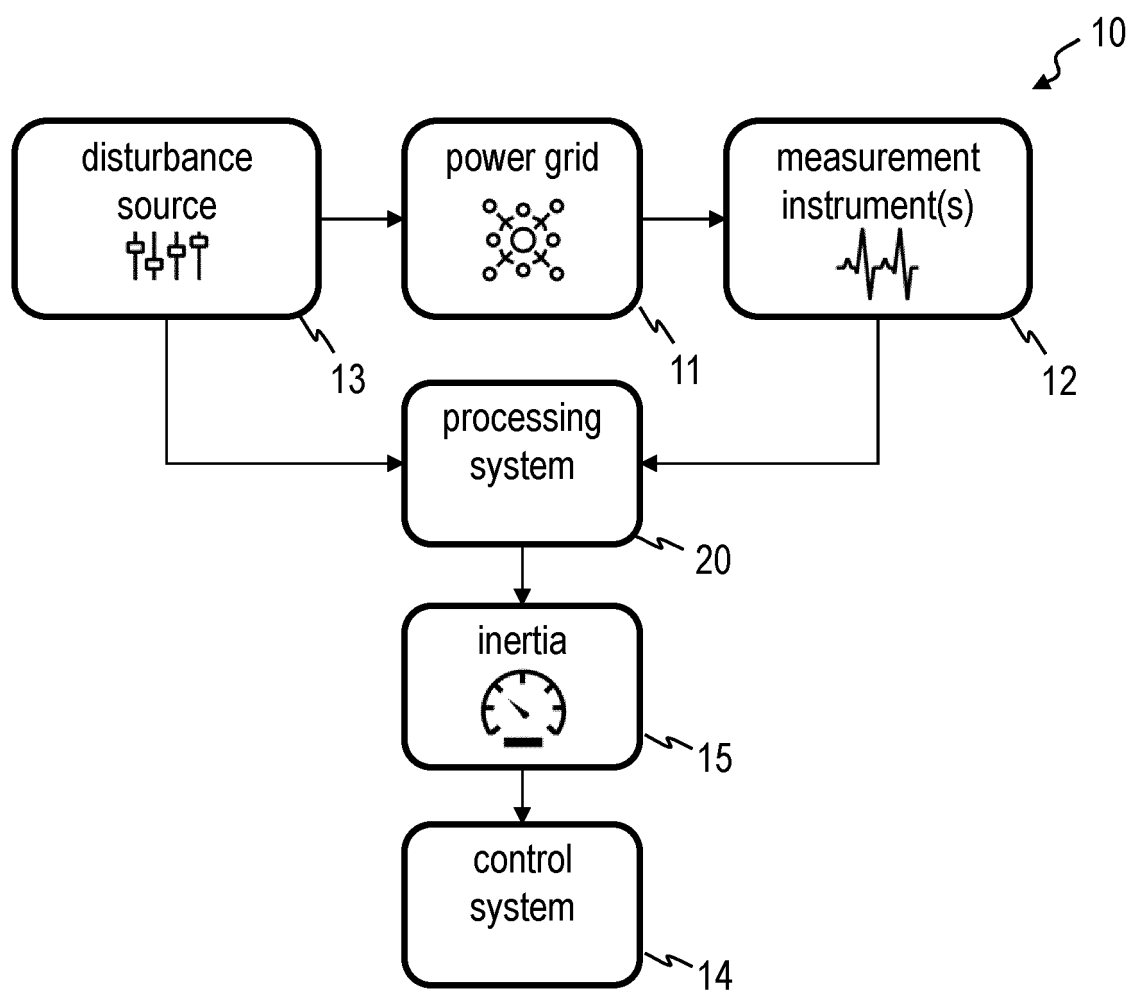 10
disturbance
source
power grid
measurement
instrument(s)
13
11
12
processing
system
20
inertia
15
control
system
14